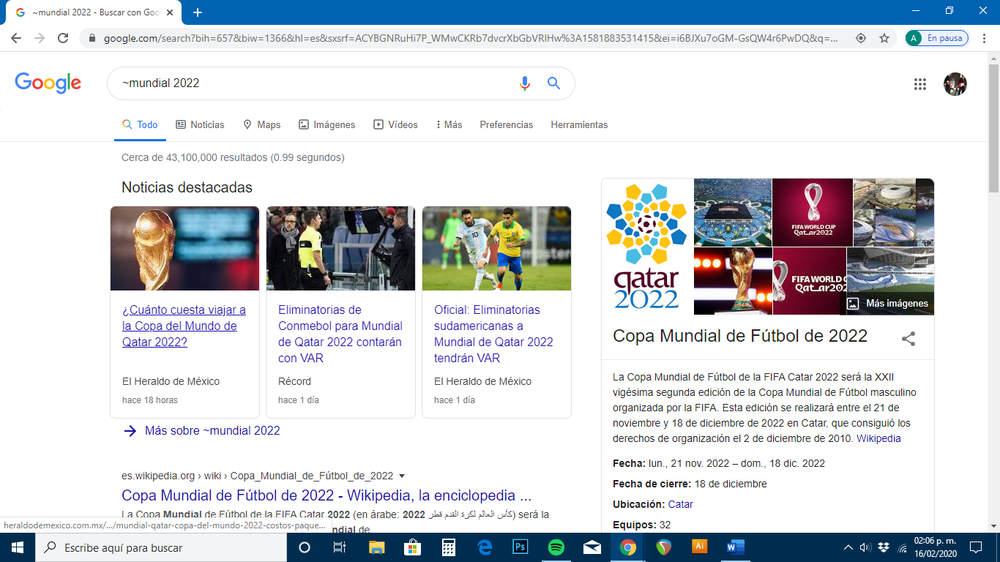 ~mundial 2022 - Buscar con Goo
google.com/search?bih=657&biw=1366&hl=es&sxsrf=ACYBGNRuHi7P_WMwCKRb7dvcrXbGbVRIHw%3A1581883531415&ei=i6BJXu7oGM-GsQW4r6PwDQ&q=...
A En pausa
Google
~mundial 2022
Todo Noticias Maps Imágenes Vídeos Más Preferencias Herramientas
Cerca de 43,100,000 resultados (0.99 segundos)
Noticias destacadas
¿Cuánto cuesta viajar a
la Copa del Mundo de
Qatar 2022?
El Heraldo de México
hace 18 horas
Eliminatorias de
Conmebol para Mundial
de Qatar 2022 contarán
con VAR
Récord
hace 1 día
10
Oficial: Eliminatorias
sudamericanas a
Mundial de Qatar 2022
tendrán VAR
El Heraldo de México
hace 1 día
Más sobre ~mundial 2022
es.wikipedia.org › wiki › Copa_Mundial_de_Fútbol_de_2022
Copa Mundial de Fútbol de 2022 - Wikipedia, la enciclopedia ...
La Copa Mundial de Fútbol de la FIFA Catar 2022 (en árabe: 2022 كأس العالم لكرة القدم قطر) será la
ndial de
heraldodemexico.com.mx/.../mundial-qatar-copa-del-mundo-2022-costos-paque...
qatar
2022
FIFA WORLD CUP
Qatar2022
FIFA WORLD C
Qatar202
Más imágenes
Copa Mundial de Fútbol de 2022
La Copa Mundial de Fútbol de la FIFA Catar 2022 será la XXII
vigésima segunda edición de la Copa Mundial de Fútbol masculino
organizada por la FIFA. Esta edición se realizará entre el 21 de
noviembre y 18 de diciembre de 2022 en Catar, que consiguió los
derechos de organización el 2 de diciembre de 2010. Wikipedia
Fecha: lun., 21 nov. 2022 – dom., 18 dic. 2022
Fecha de cierre: 18 de diciembre
Ubicación: Catar
Equipos: 32
Escribe aquí para buscar
Ps
Ai
W
02:06 p. m.
16/02/2020